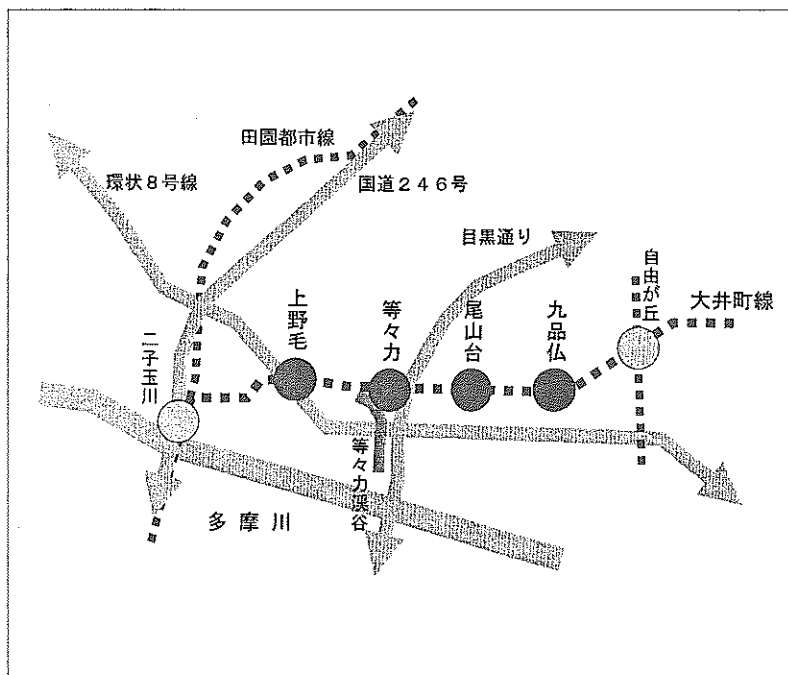 田園都市線
環状８号線
国道２４６号
目黒通り
自由が丘
大井町線
上野毛
等々力
尾山台
九品仏
二子玉川
等々力渓谷
多摩川